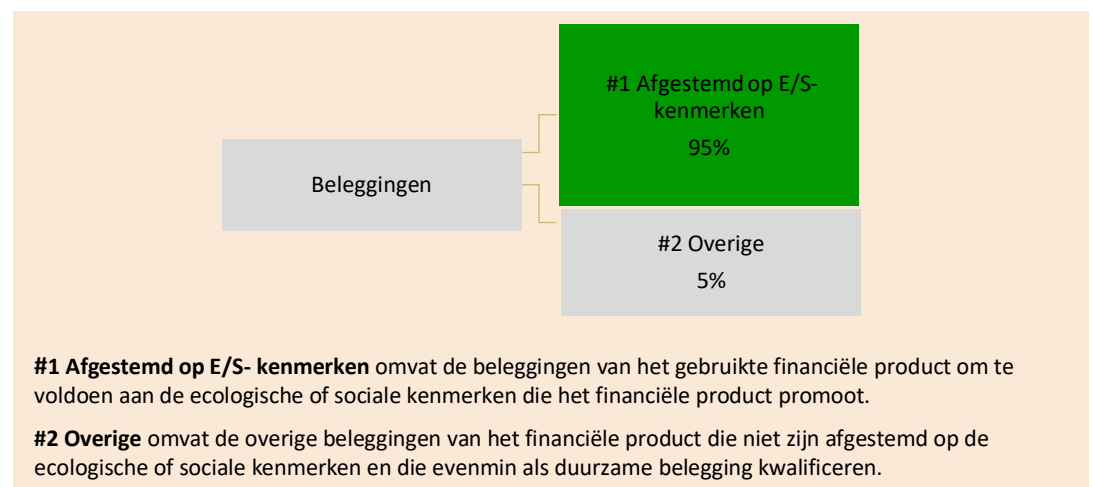 #1 Afgestemd op E/S-
kenmerken
95%
Beleggingen
#2 Overige
5%
#1 Afgestemd op E/S- kenmerken omvat de beleggingen van het gebruikte financiële product om te
voldoen aan de ecologische of sociale kenmerken die het financiële product promoot.
#2 Overige omvat de overige beleggingen van het financiële product die niet zijn afgestemd op de
ecologische of sociale kenmerken en die evenmin als duurzame belegging kwalificeren.